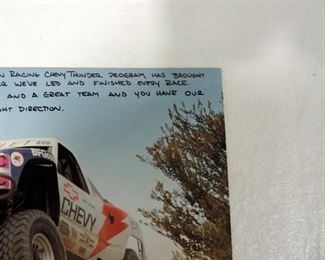 N RACING CHEVY THUNDER PROGRAM, HAS BROUGHT
R WE'VE LED AND FINISHED EVERY RACE.
AND A GREAT TEAM AND YOU HAVE OUR
GHT DIRECTION.
CHEVY